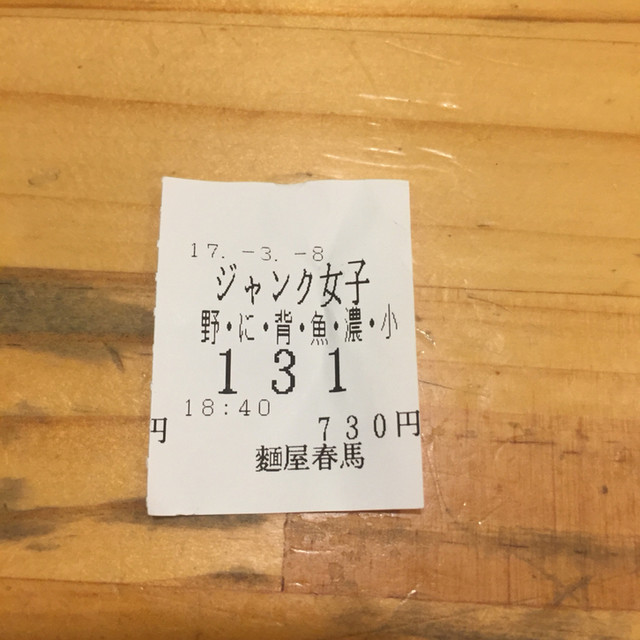 17. -3. -8
ジャンク女子
野・に・背・魚・濃・小
131
18:40
円 730円
麵屋春馬